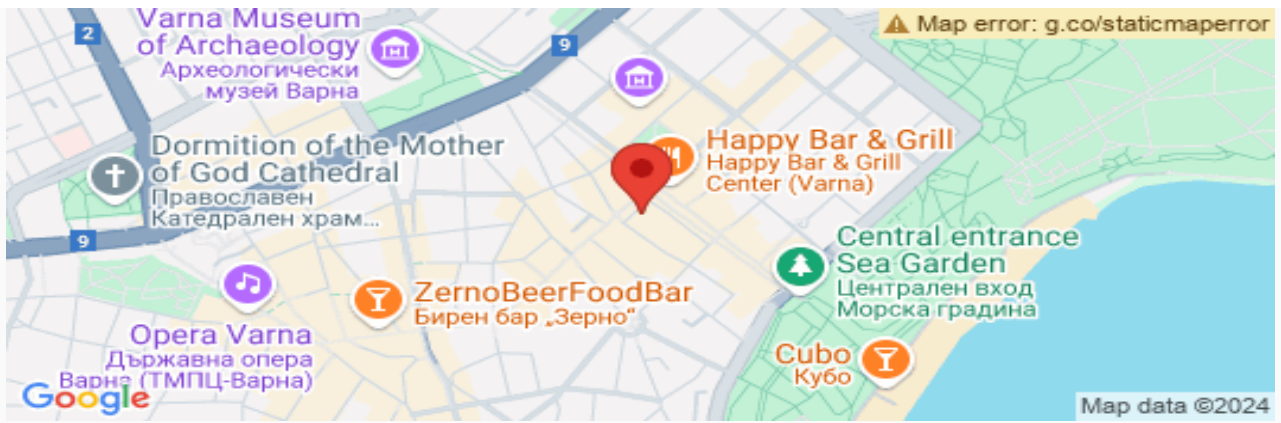 Varna Museum
of Archaeology
Археологически
музей Варна
2
9
Map error: g.co/staticmaperror
Dormition of the Mother
of God Cathedral
Православен
Катедрален храм...
Happy Bar & Grill
Happy Bar & Grill
Center (Varna)
9
Central entrance
Sea Garden
Централен вход
Морска градина
ZernoBeerFoodBar
Бирен бар „Зерно“
Opera Varna
Държавна опера
Варна (ТМПЦ-Варна)
Cubo
Кубо
Google
Map data ©2024